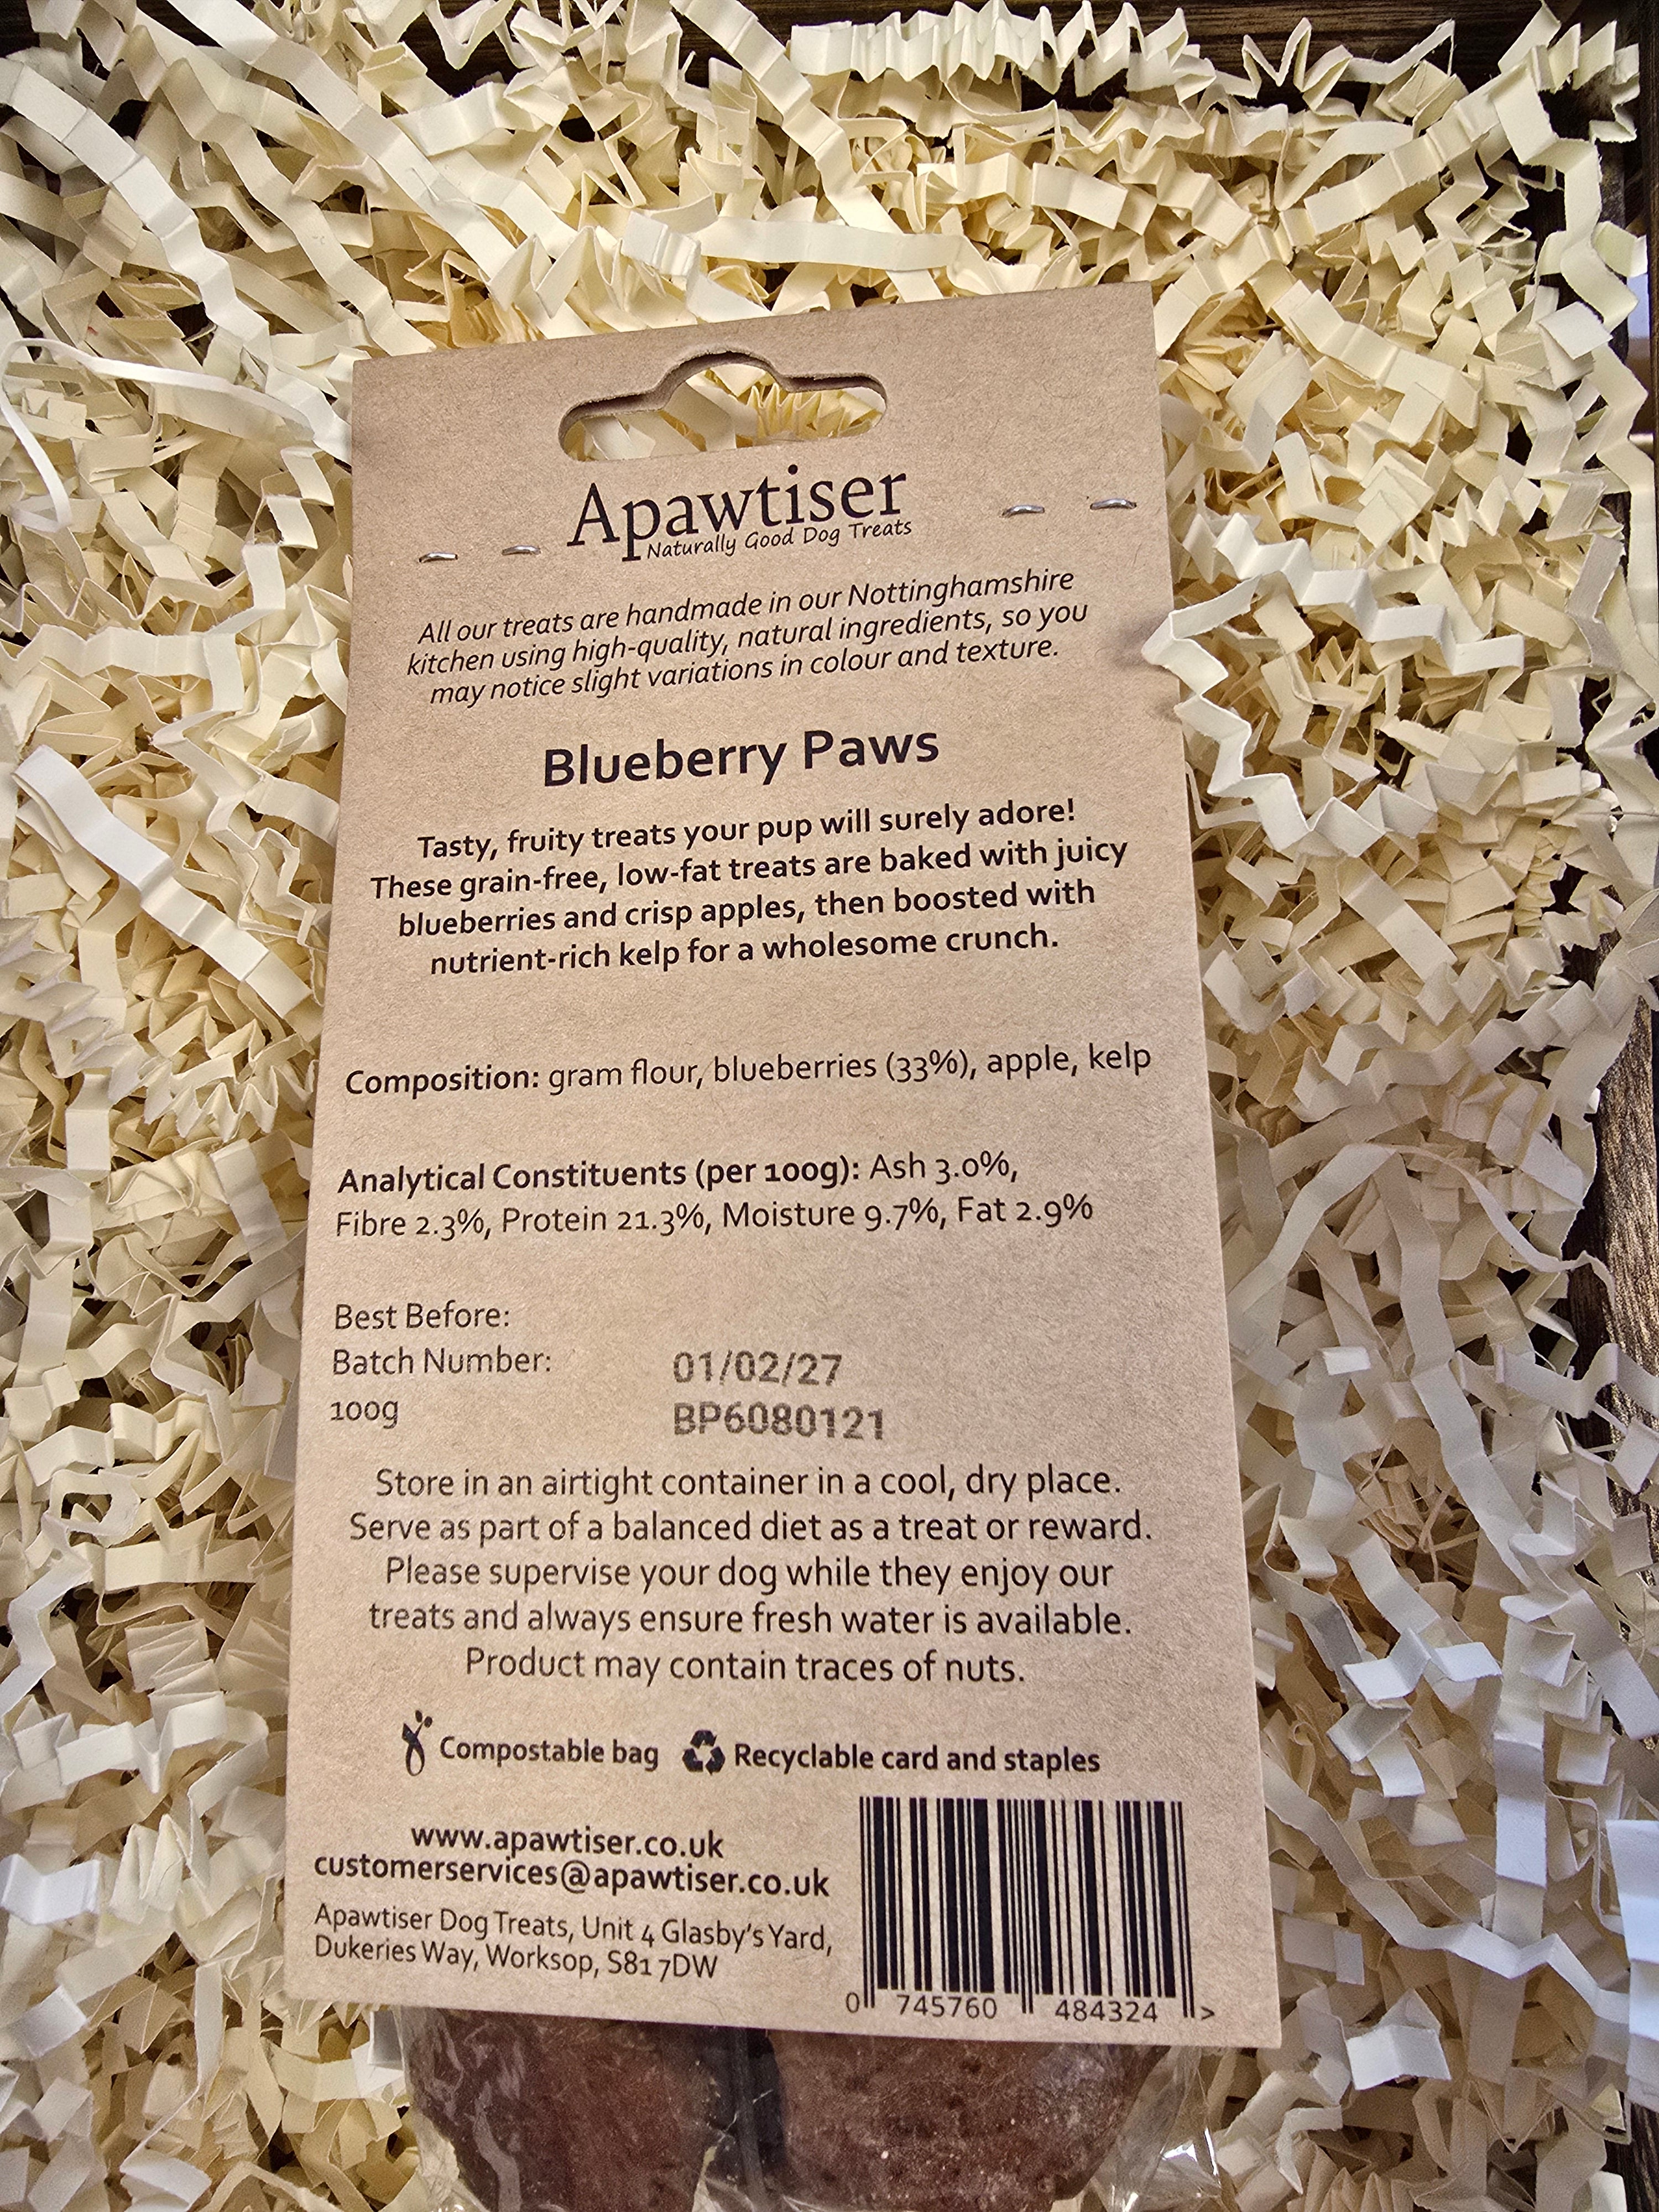 Apawtiser
Naturally Good Dog Treats
All our treats are handmade in our Nottinghamshire
kitchen using high-quality, natural ingredients, so you
may notice slight variations in colour and texture.
Blueberry Paws
Tasty, fruity treats your pup will surely adore!
These grain-free, low-fat treats are baked with juicy
blueberries and crisp apples, then boosted with
nutrient-rich kelp for a wholesome crunch.
Composition: gram flour, blueberries (33%), apple, kelp
Analytical Constituents (per 100g): Ash 3.0%,
Fibre 2.3%, Protein 21.3%, Moisture 9.7%, Fat 2.9%
Best Before:
Batch Number: 01/02/27
100g BP6080121
Store in an airtight container in a cool, dry place.
Serve as part of a balanced diet as a treat or reward.
Please supervise your dog while they enjoy our
treats and always ensure fresh water is available.
Product may contain traces of nuts.
Compostable bag Recyclable card and staples
www.apawtiser.co.uk
customerservices@apawtiser.co.uk
Apawtiser Dog Treats, Unit 4 Glasby's Yard,
Dukeries Way, Worksop, S81 7DW
0 745760 484324 >